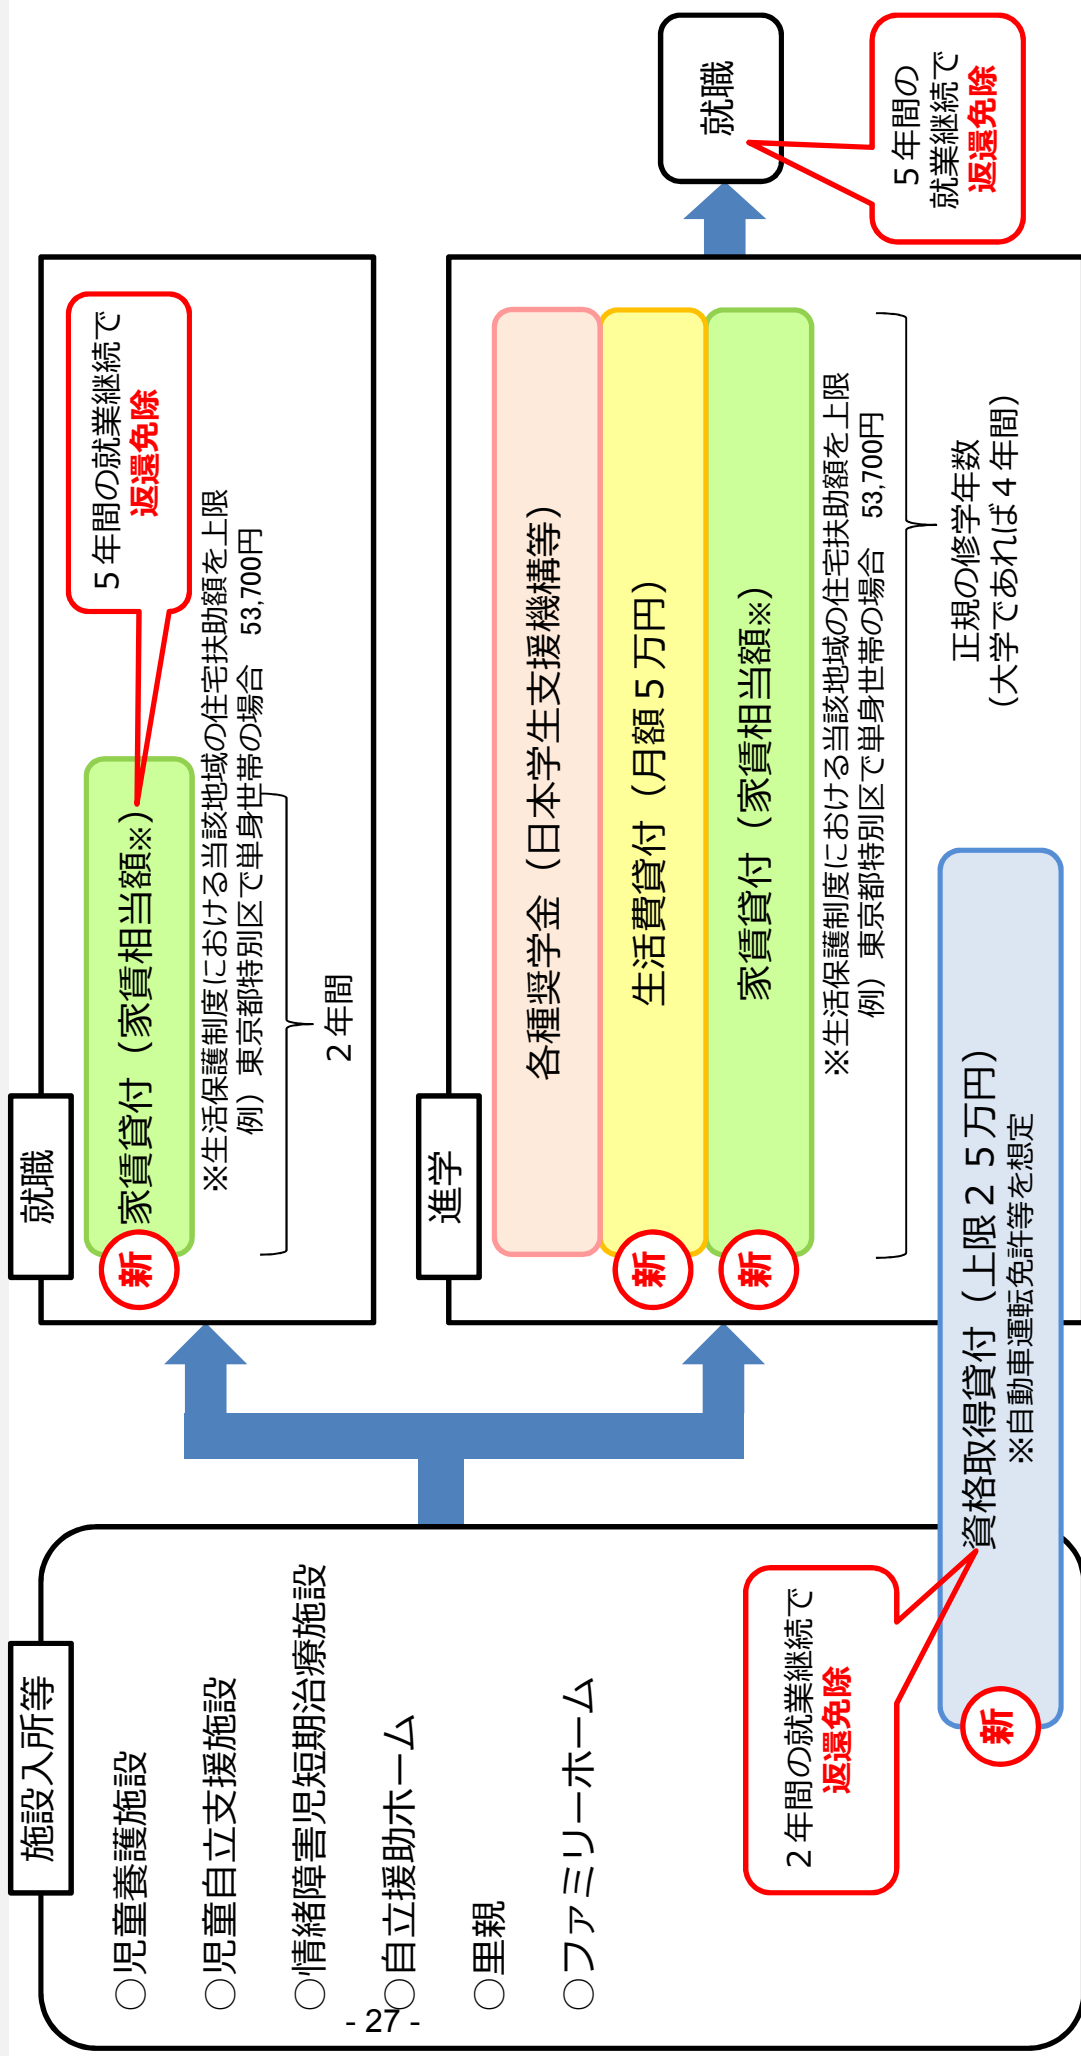 施設入所等
○児童養護施設
○児童自立支援施設
○情緒障害児短期治療施設
○自立援助ホーム
○里親
○ファミリーホーム
２年間の就業継続で
返還免除
新
資格取得貸付（上限２５万円）
※自動車運転免許等を想定
就職
新
家賃貸付（家賃相当額※）
５年間の就業継続で
返還免除
※生活保護制度における当該地域の住宅扶助額を上限
例）東京都特別区で単身世帯の場合　53,700円
２年間
進学
各種奨学金（日本学生支援機構等）
新
生活費貸付（月額５万円）
新
家賃貸付（家賃相当額※）
※生活保護制度における当該地域の住宅扶助額を上限
例）東京都特別区で単身世帯の場合　53,700円
正規の修学年数
（大学であれば４年間）
就職
５年間の
就業継続で
返還免除
- 27 -